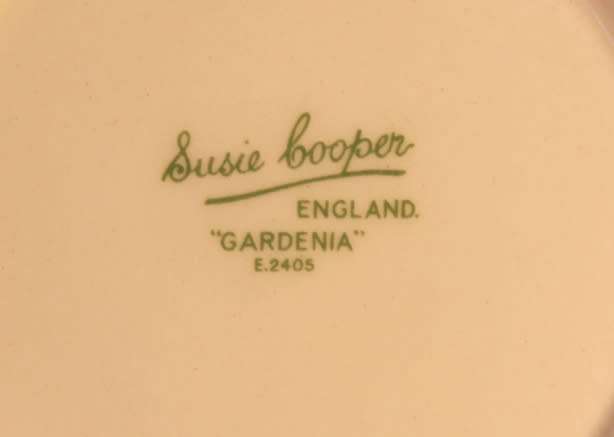 Susie Cooper
ENGLAND.
"GARDENIA"
E.2405